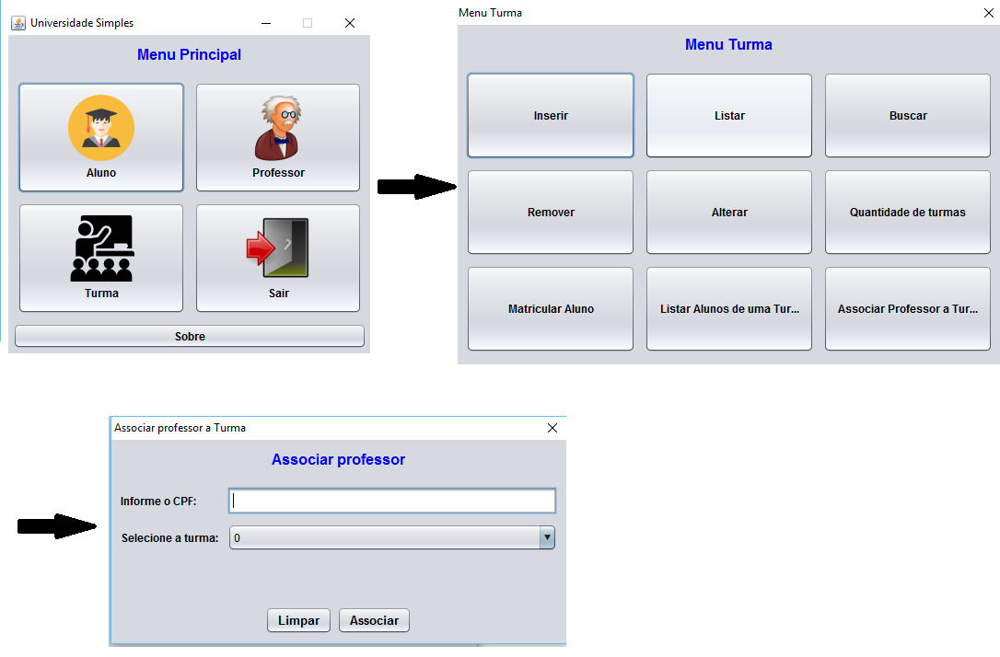 Universidade Simples
Menu Principal
Aluno
Professor
Turma
Sair
Sobre
Menu Turma
Menu Turma
Inserir
Listar
Buscar
Remover
Alterar
Quantidade de turmas
Matricular Aluno
Listar Alunos de uma Tur...
Associar Professor a Tur...
Associar professor a Turma
Associar professor
Informe o CPF:
Selecione a turma: 0
Limpar
Associar